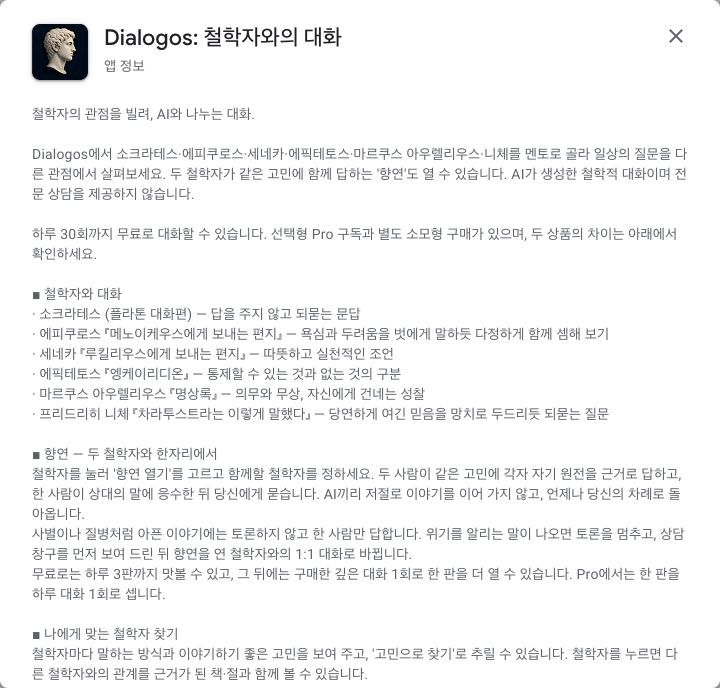 Dialogos: 철학자와의 대화
앱 정보
철학자의 관점을 빌려, AI와 나누는 대화.
Dialogos에서 소크라테스·에피쿠로스·세네카·에픽테토스·마르쿠스 아우렐리우스·니체를 멘토로 골라 일상의 질문을 다
른 관점에서 살펴보세요. 두 철학자가 같은 고민에 함께 답하는 '향연'도 열 수 있습니다. AI가 생성한 철학적 대화이며 전
문 상담을 제공하지 않습니다.
하루 30회까지 무료로 대화할 수 있습니다. 선택형 Pro 구독과 별도 소모형 구매가 있으며, 두 상품의 차이는 아래에서
확인하세요.
■ 철학자와 대화
· 소크라테스 (플라톤 대화편) — 답을 주지 않고 되묻는 문답
· 에피쿠로스 『메노이케우스에게 보내는 편지』 — 욕심과 두려움을 벗에게 말하듯 다정하게 함께 셈해 보기
· 세네카 『루킬리우스에게 보내는 편지』 — 따뜻하고 실천적인 조언
· 에픽테토스 『엥케이리디온』 — 통제할 수 있는 것과 없는 것의 구분
· 마르쿠스 아우렐리우스 『명상록』 — 의무와 무상, 자신에게 건네는 성찰
· 프리드리히 니체 『차라투스트라는 이렇게 말했다』 — 당연하게 여긴 믿음을 망치로 두드리듯 되묻는 질문
■ 향연 — 두 철학자와 한자리에서
철학자를 눌러 '향연 열기'를 고르고 함께할 철학자를 정하세요. 두 사람이 같은 고민에 각자 자기 원전을 근거로 답하고,
한 사람이 상대의 말에 응수한 뒤 당신에게 묻습니다. AI끼리 저절로 이야기를 이어 가지 않고, 언제나 당신의 차례로 돌
아옵니다.
사별이나 질병처럼 아픈 이야기에는 토론하지 않고 한 사람만 답합니다. 위기를 알리는 말이 나오면 토론을 멈추고, 상담
창구를 먼저 보여 드린 뒤 향연을 연 철학자와의 1:1 대화로 바뀝니다.
무료로는 하루 3판까지 맛볼 수 있고, 그 뒤에는 구매한 깊은 대화 1회로 한 판을 더 열 수 있습니다. Pro에서는 한 판을
하루 대화 1회로 셉니다.
■ 나에게 맞는 철학자 찾기
철학자마다 말하는 방식과 이야기하기 좋은 고민을 보여 주고, '고민으로 찾기'로 추릴 수 있습니다. 철학자를 누르면 다
른 철학자와의 관계를 근거가 된 책·절과 함께 볼 수 있습니다.